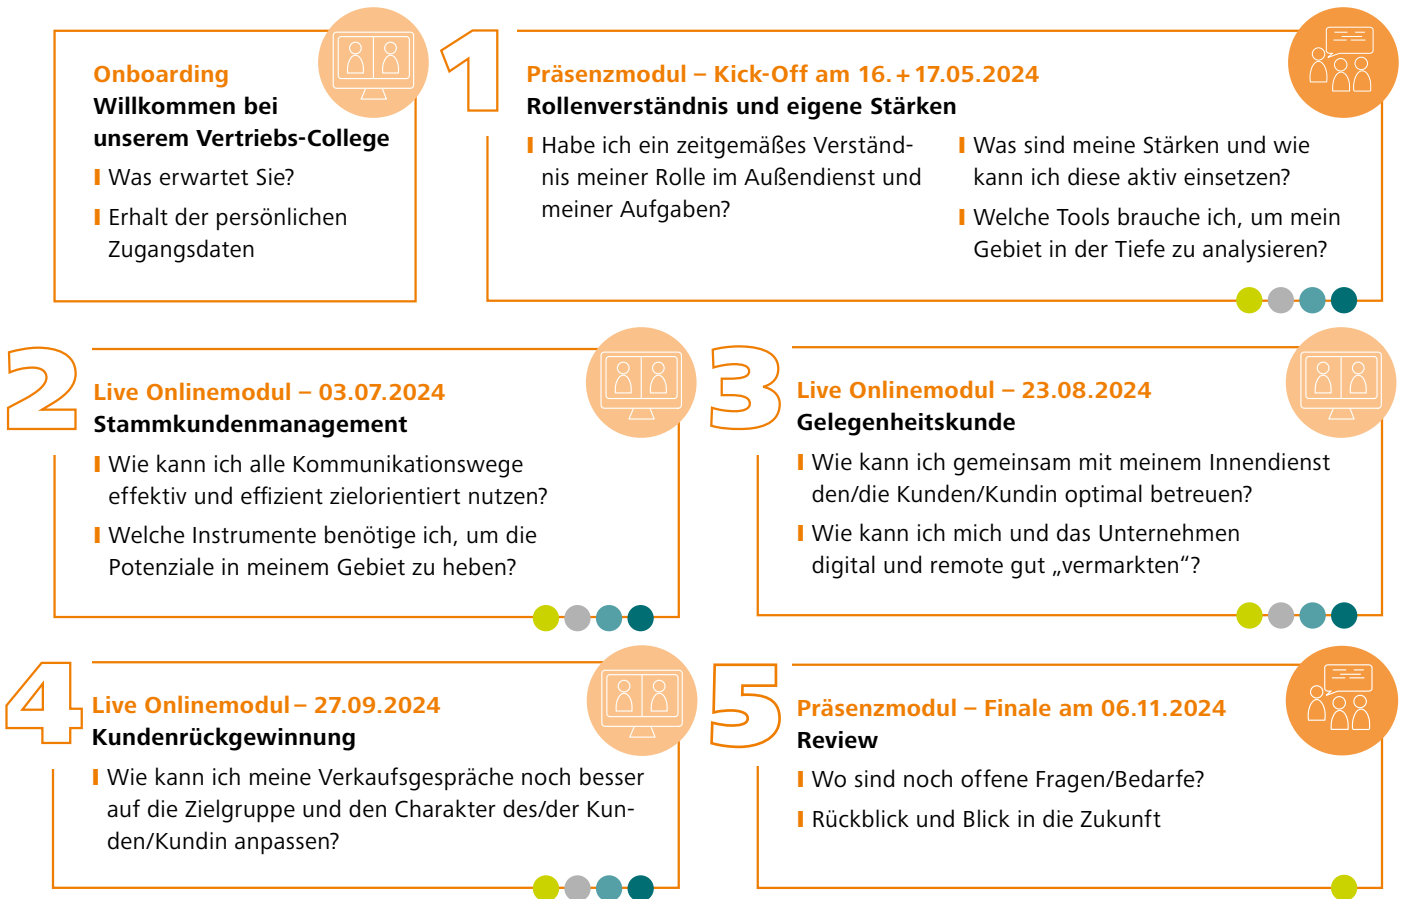 Onboarding
Willkommen bei
unserem Vertriebs-College
Was erwartet Sie?
Erhalt der persönlichen
Zugangsdaten
1
Präsenzmodul – Kick-Off am 16. + 17.05.2024
Rollenverständnis und eigene Stärken
Habe ich ein zeitgemäßes Verständ-
nis meiner Rolle im Außendienst und
meiner Aufgaben?
Was sind meine Stärken und wie
kann ich diese aktiv einsetzen?
Welche Tools brauche ich, um mein
Gebiet in der Tiefe zu analysieren?
2
Live Onlinemodul – 03.07.2024
Stammkundenmanagement
Wie kann ich alle Kommunikationswege
effektiv und effizient zielorientiert nutzen?
Welche Instrumente benötige ich, um die
Potenziale in meinem Gebiet zu heben?
3
Live Onlinemodul – 23.08.2024
Gelegenheitskunde
Wie kann ich gemeinsam mit meinem Innendienst
den/die Kunden/Kundin optimal betreuen?
Wie kann ich mich und das Unternehmen
digital und remote gut „vermarkten“?
4
Live Onlinemodul – 27.09.2024
Kundenrückgewinnung
Wie kann ich meine Verkaufsgespräche noch besser
auf die Zielgruppe und den Charakter des/der Kun-
den/Kundin anpassen?
5
Präsenzmodul – Finale am 06.11.2024
Review
Wo sind noch offene Fragen/Bedarfe?
Rückblick und Blick in die Zukunft